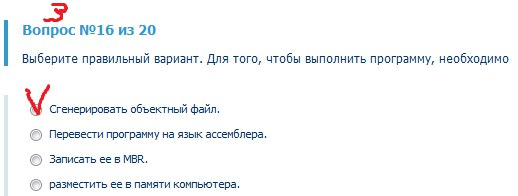 3
Вопрос №16 из 20
Выберите правильный вариант. Для того, чтобы выполнить программу, необходимо
Сгенерировать объектный файл.
Перевести программу на язык ассемблера.
Записать ее в MBR.
разместить ее в памяти компьютера.